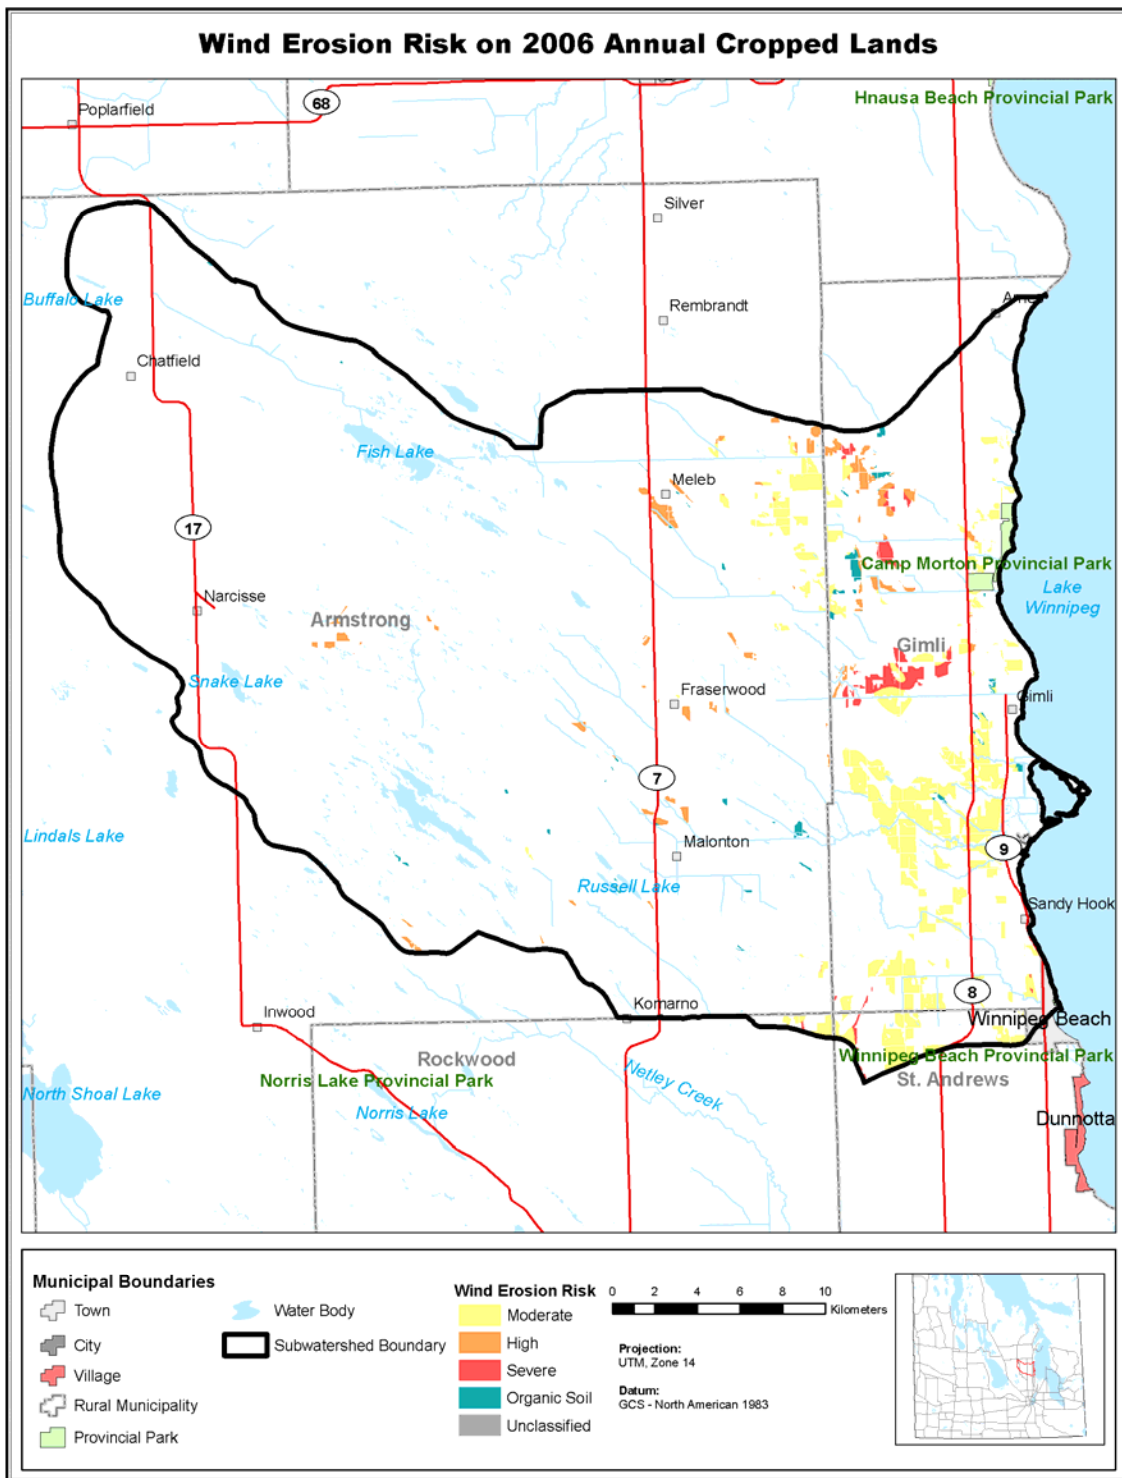 Wind Erosion Risk on 2006 Annual Cropped Lands
68
Hnausa Beach Provincial Park
Poplarfield
Silver
Buffalo Lake
Rembrandt
Chatfield
Fish Lake
Meleb
17
Camp Morton Provincial Park
Lake
Winnipeg
Narcisse
Armstrong
Gimli
Snake Lake
Fraserwood
Gimli
7
Lindals Lake
Malonton
9
Russell Lake
Sandy Hook
8
Inwood
Komarno
Winnipeg Beach
Rockwood
Winnipeg Beach Provincial Park
Norris Lake Provincial Park
St. Andrews
North Shoal Lake
Norris Lake
Netley Creek
Dunnotta
Municipal Boundaries
Town
City
Village
Rural Municipality
Provincial Park
Water Body
Subwatershed Boundary
Wind Erosion Risk
Moderate
High
Severe
Organic Soil
Unclassified
0 2 4 6 8 10
Kilometers
Projection:
UTM, Zone 14
Datum:
GCS - North American 1983